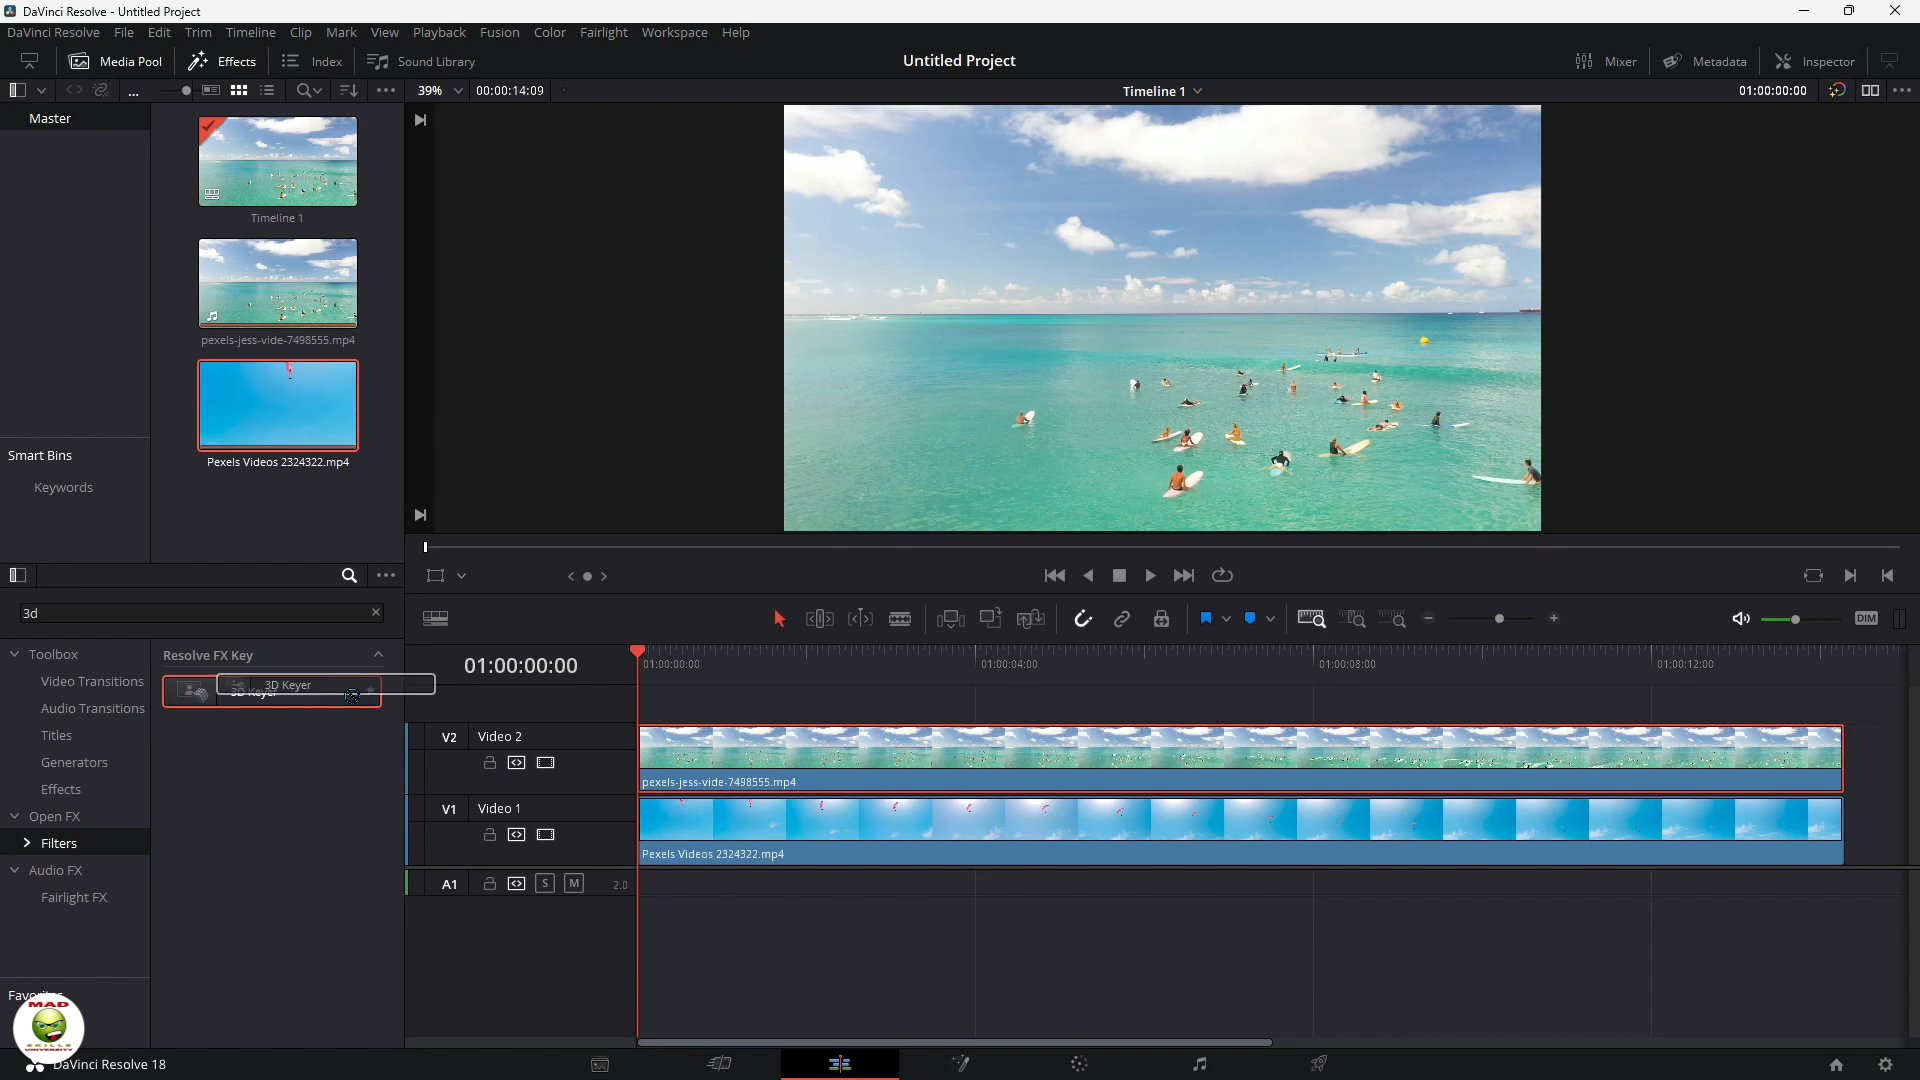 DaVinci Resolve - Untitled Project
DaVinci Resolve File Edit Trim Timeline Clip Mark View Playback Fusion Color Fairlight Workspace Help
Media Pool Effects Index Sound Library Untitled Project Mixer Metadata Inspector
... 39% 00:00:14:09 Timeline 1 01:00:00:00
Master
Timeline 1
pexels-jess-vide-7498555.mp4
Pexels Videos 2324322.mp4
Smart Bins
Keywords
3d
Toolbox
Video Transitions
Audio Transitions
Titles
Generators
Effects
Open FX
Filters
Audio FX
Fairlight FX
Resolve FX Key
3D Keyer
3D Keyer
DIM
01:00:00:00 01:00:00:00 01:00:04:00 01:00:08:00 01:00:12:00
V2 Video 2
pexels-jess-vide-7498555.mp4
V1 Video 1
Pexels Videos 2324322.mp4
A1 S M 2.0
Favorites
MAD
SKILLS
UNIVERSITY
DaVinci Resolve 18